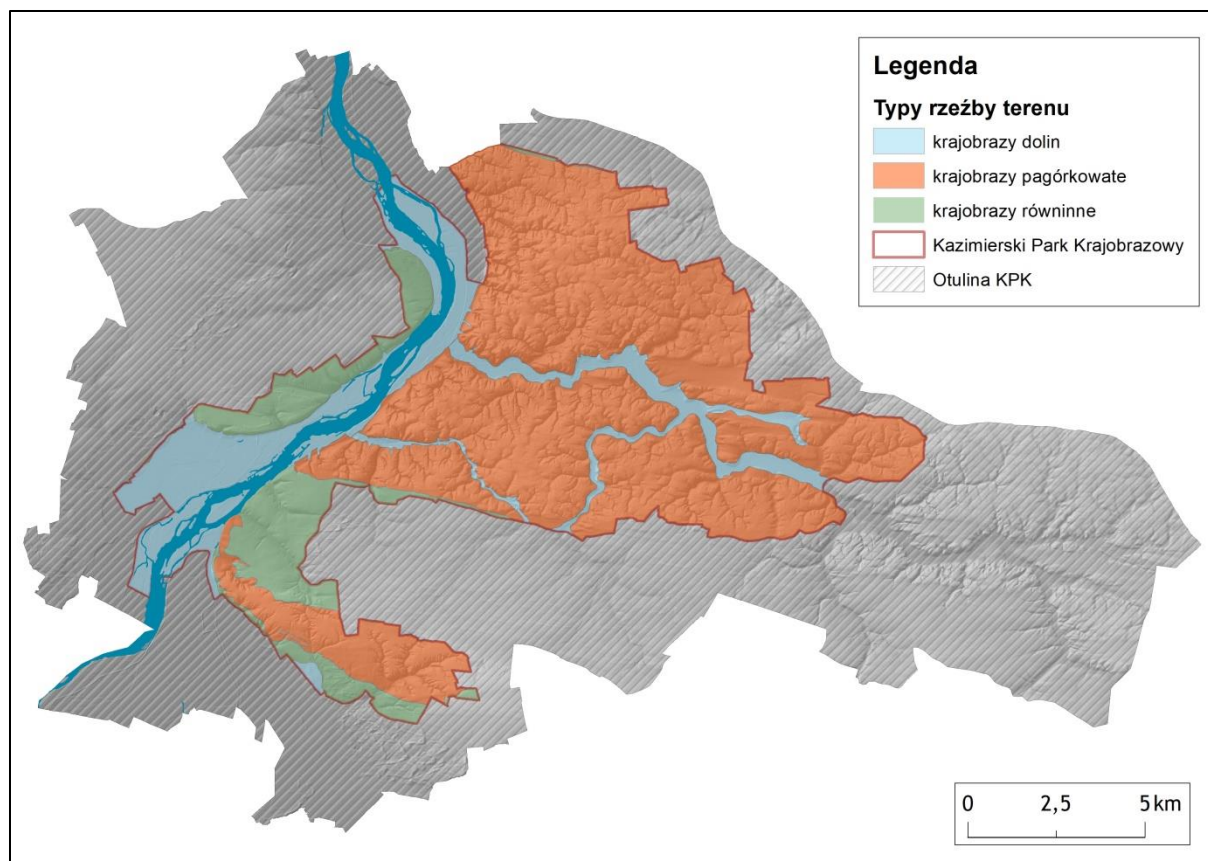 Legenda
Typy rzeźby terenu
krajobrazy dolin
krajobrazy pagórkowate
krajobrazy równinne
Kazimierski Park Krajobrazowy
Otulina KPK
0 2,5 5 km